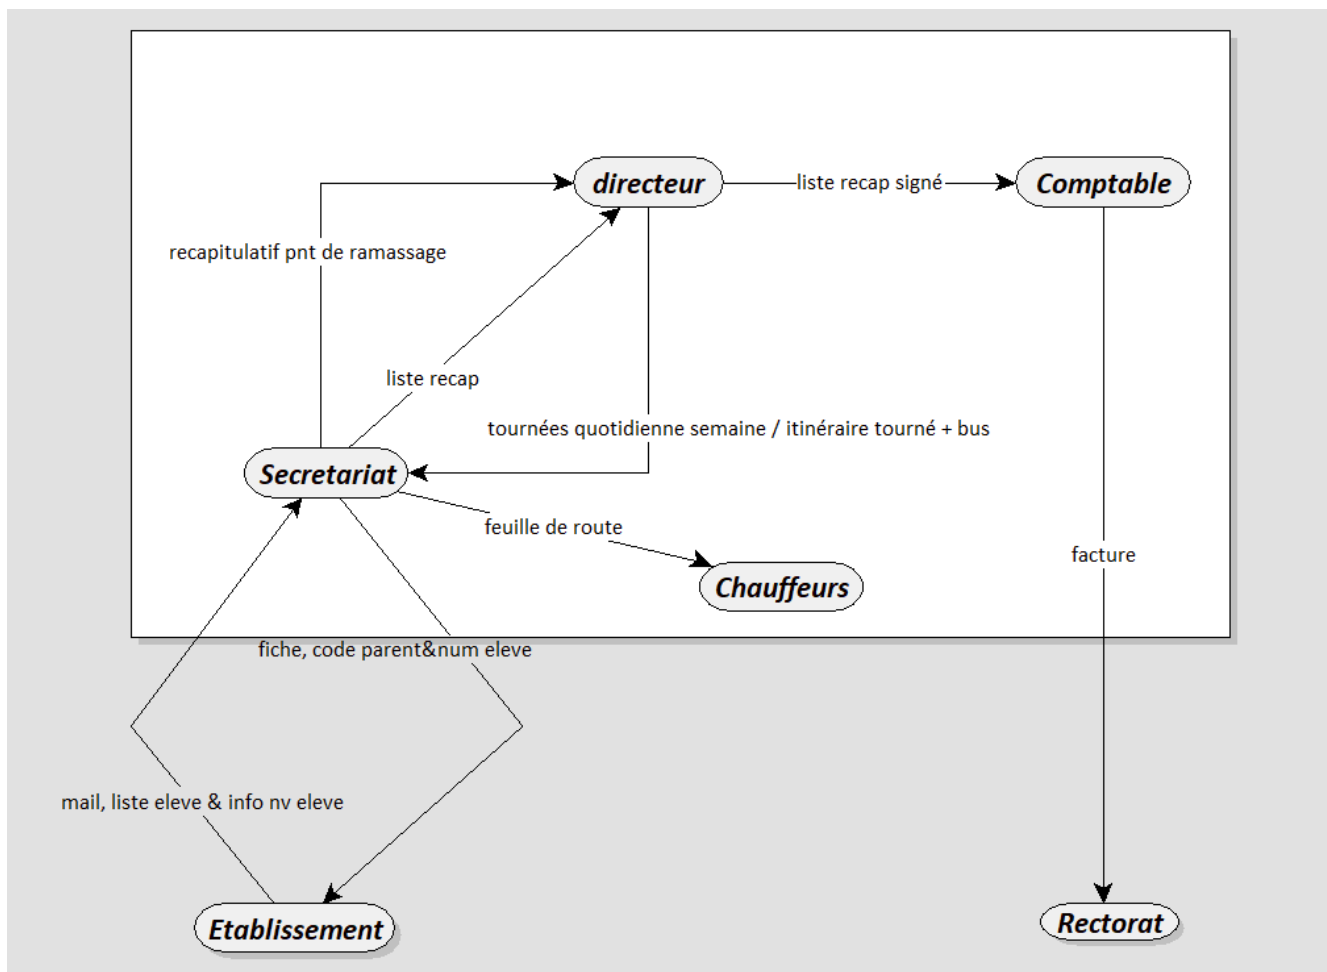 directeur
liste recap signé
Comptable
recapitulatif pnt de ramassage
liste recap
tournées quotidienne semaine / itinéraire tourné + bus
Secretariat
feuille de route
facture
Chauffeurs
fiche, code parent&num eleve
mail, liste eleve & info nv eleve
Etablissement
Rectorat